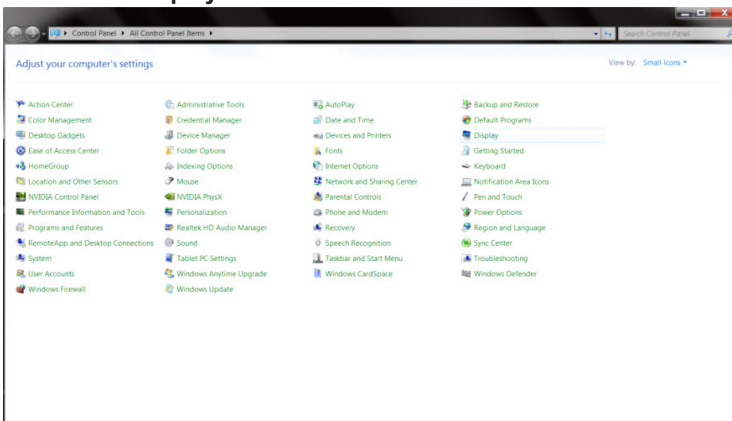 Control Panel ▸ All Control Panel Items ▸ Search Control Panel
Adjust your computer's settings View by: Small icons
Action Center Administrative Tools AutoPlay Backup and Restore
Color Management Credential Manager Date and Time Default Programs
Desktop Gadgets Device Manager Devices and Printers Display
Ease of Access Center Folder Options Fonts Getting Started
HomeGroup Indexing Options Internet Options Keyboard
Location and Other Sensors Mouse Network and Sharing Center Notification Area Icons
NVIDIA Control Panel NVIDIA PhysX Parental Controls Pen and Touch
Performance Information and Tools Personalization Phone and Modem Power Options
Programs and Features Realtek HD Audio Manager Recovery Region and Language
RemoteApp and Desktop Connections Sound Speech Recognition Sync Center
System Tablet PC Settings Taskbar and Start Menu Troubleshooting
User Accounts Windows Anytime Upgrade Windows CardSpace Windows Defender
Windows Firewall Windows Update